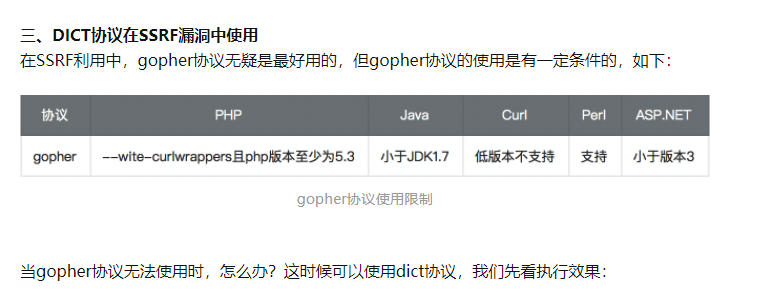 三、DICT协议在SSRF漏洞中使用
在SSRF利用中，gopher协议无疑是最好用的，但gopher协议的使用是有一定条件的，如下：
协议 PHP Java Curl Perl ASP.NET
gopher --wite-curlwrappers且php版本至少为5.3 小于JDK1.7 低版本不支持 支持 小于版本3
gopher协议使用限制
当gopher协议无法使用时，怎么办？这时候可以使用dict协议，我们先看执行效果：